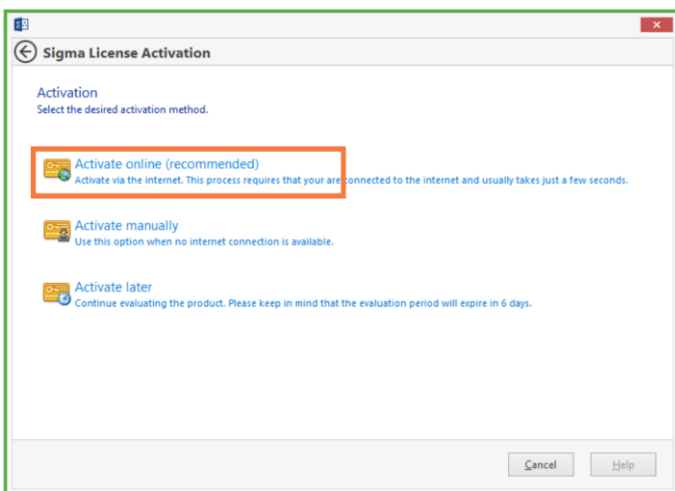 Sigma License Activation
Activation
Select the desired activation method.
Activate online (recommended)
Activate via the internet. This process requires that your are connected to the internet and usually takes just a few seconds.
Activate manually
Use this option when no internet connection is available.
Activate later
Continue evaluating the product. Please keep in mind that the evaluation period will expire in 6 days.
Cancel Help